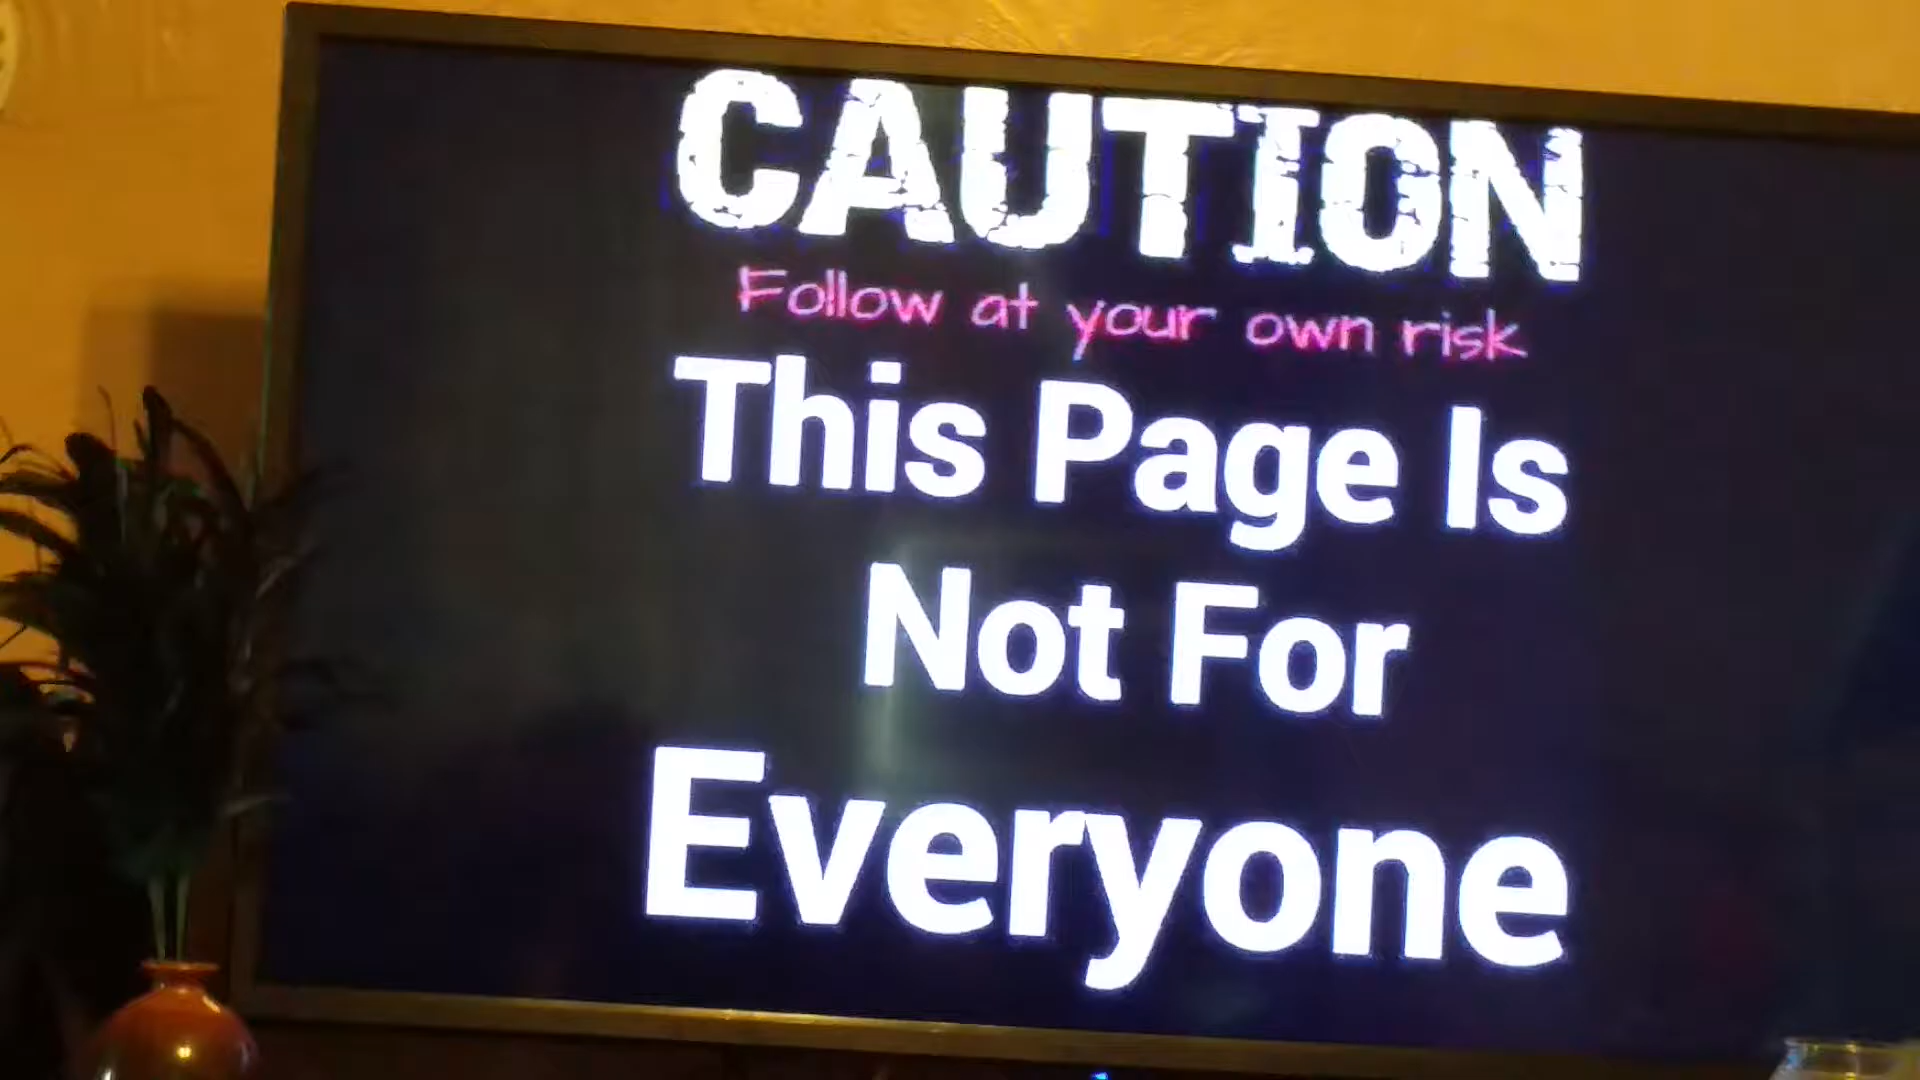 CAUTION
Follow at your own risk
This Page Is
Not For
Everyone